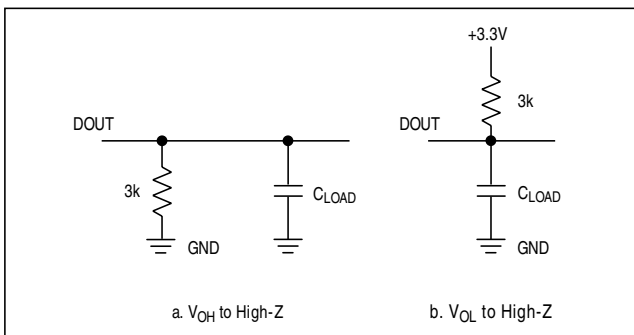 DOUT
3k
GND
C_LOAD
a. V_OH to High-Z
+3.3V
3k
DOUT
C_LOAD
GND
b. V_OL to High-Z